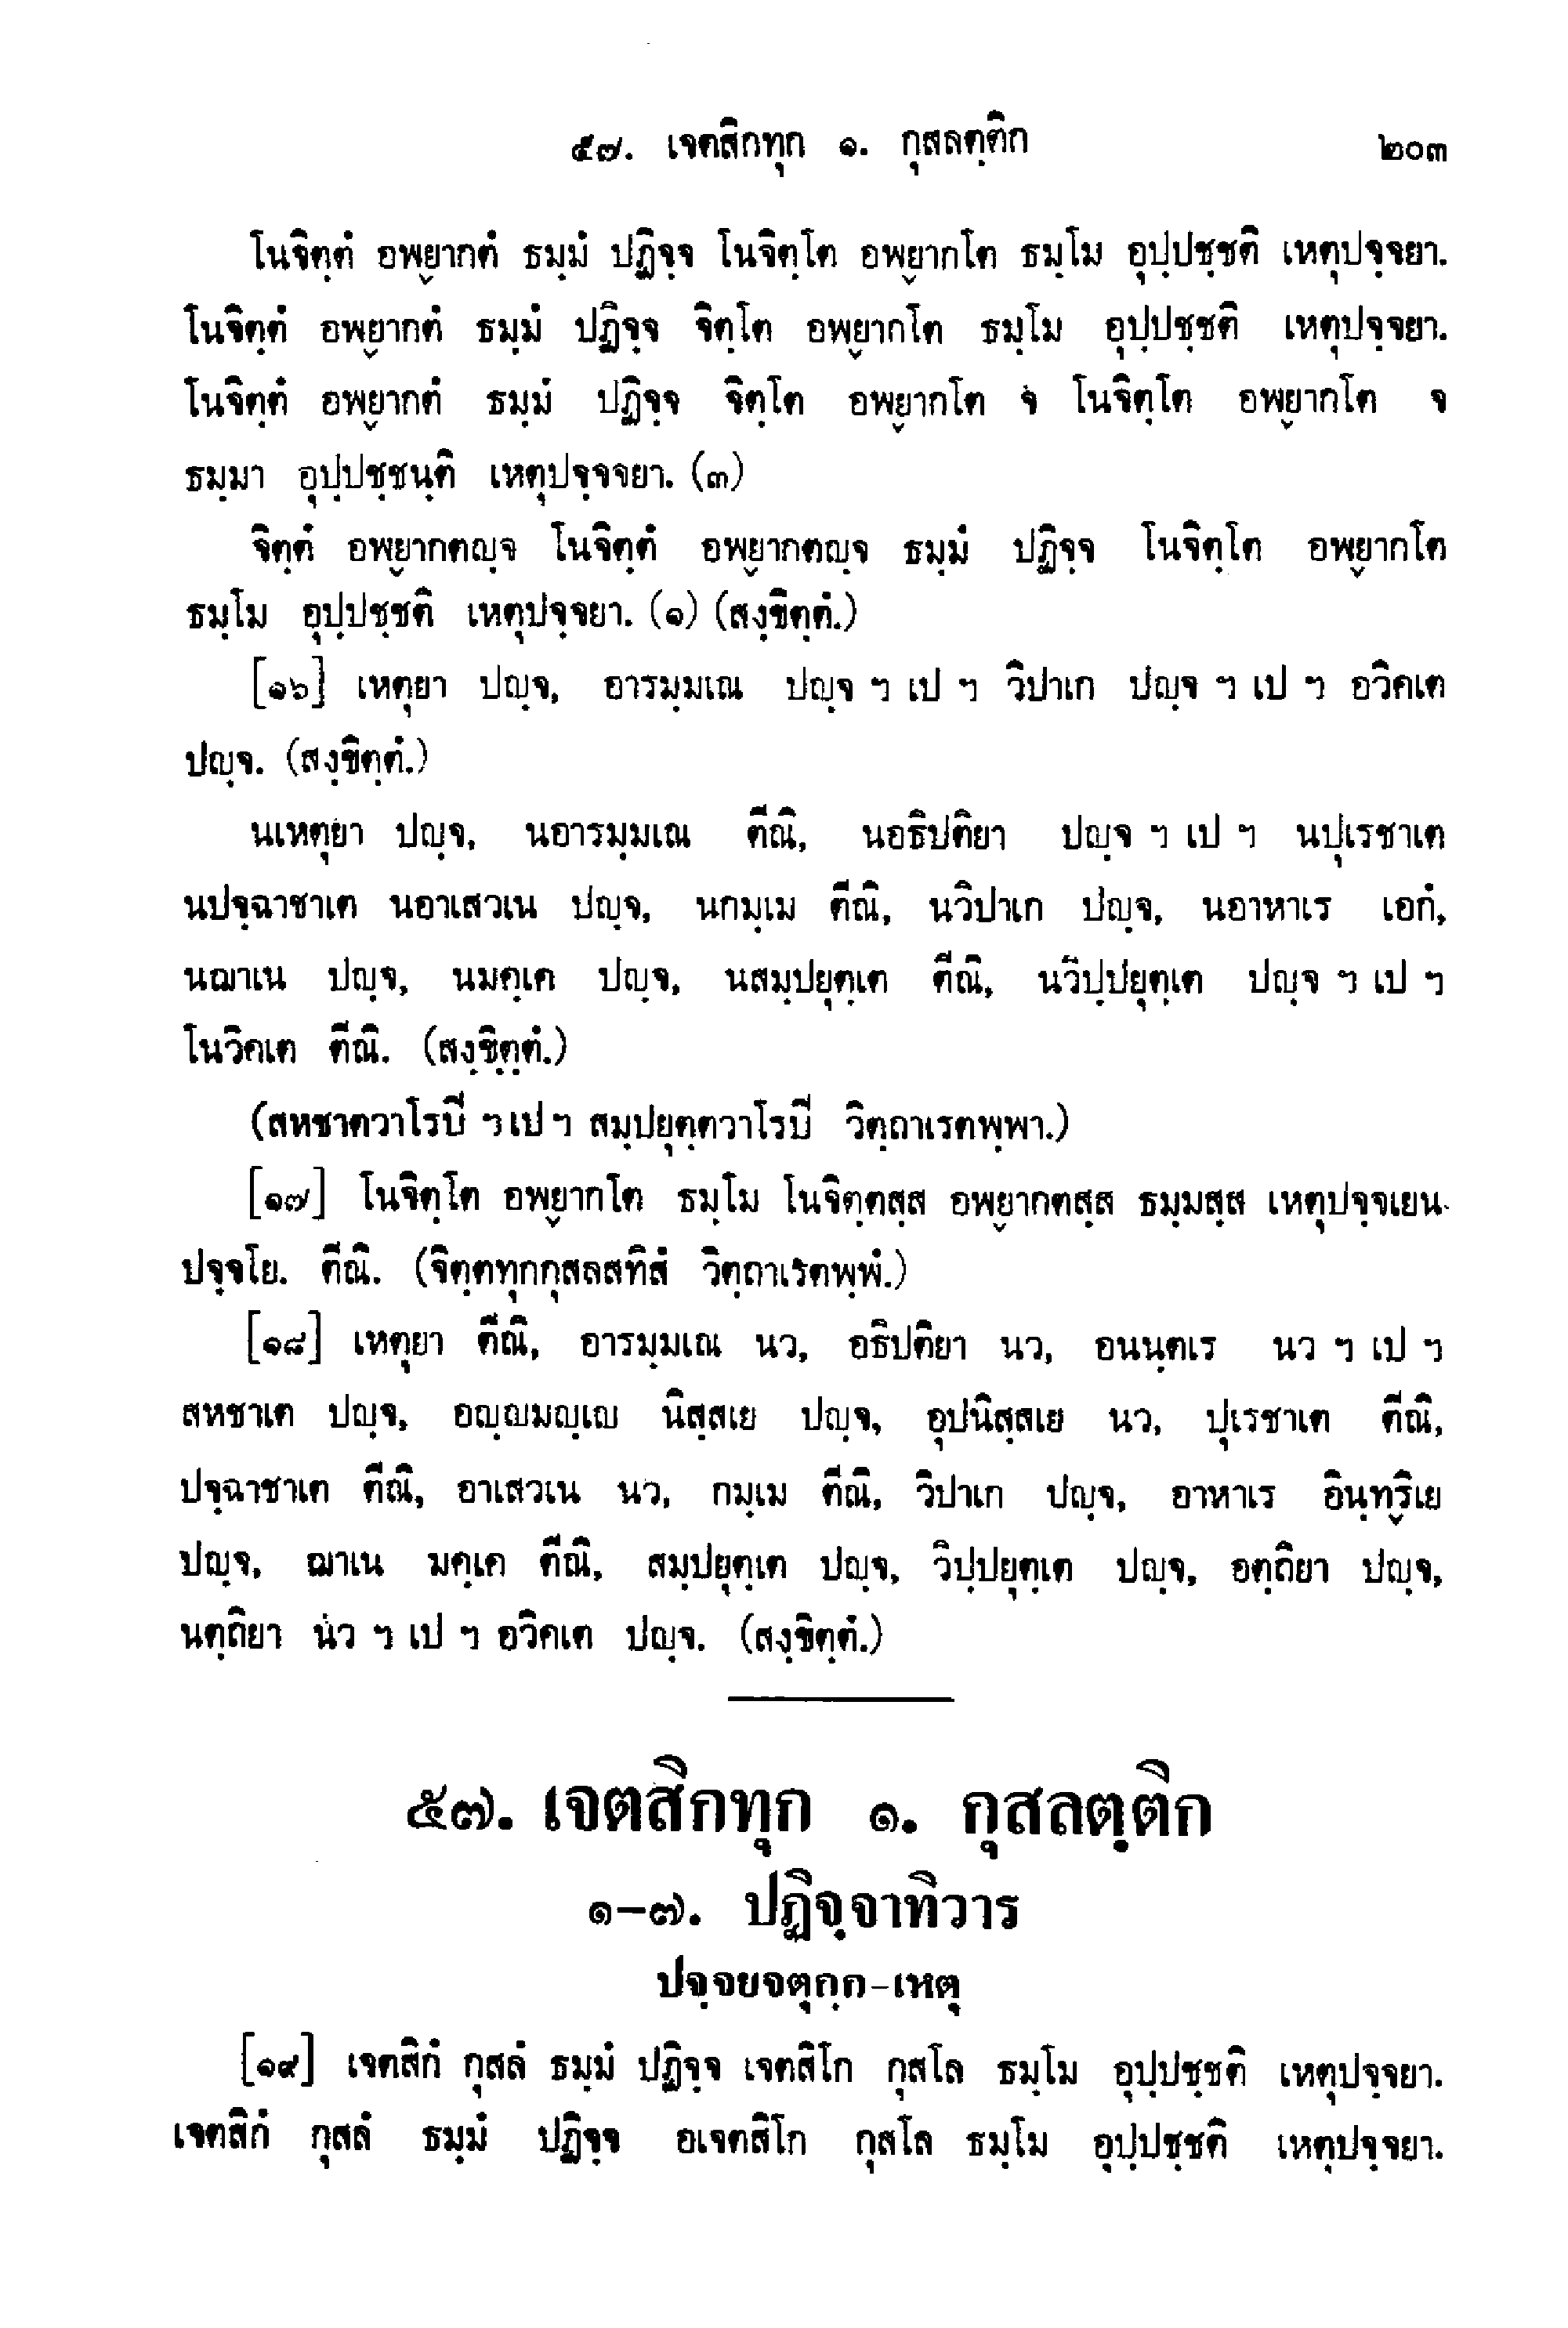 ๕๗. เจตสิกทุก ๑. กุสลตฺติก ๒๐๓
โนจิตฺตํ อพฺยากตํ ธมฺมํ ปฏิจฺจ โนจิตฺโต อพฺยากโต ธมฺโม อุปฺปชฺชติ เหตุปจฺจยา.
โนจิตฺตํ อพฺยากตํ ธมฺมํ ปฏิจฺจ จิตฺโต อพฺยากโต ธมฺโม อุปฺปชฺชติ เหตุปจฺจยา.
โนจิตฺตํ อพฺยากตํ ธมฺมํ ปฏิจฺจ จิตฺโต อพฺยากโต จ โนจิตฺโต อพฺยากโต จ
ธมฺมา อุปฺปชฺชนฺติ เหตุปจฺจจยา. (๓)
จิตฺตํ อพฺยากตญฺจ โนจิตฺตํ อพฺยากตญฺจ ธมฺมํ ปฏิจฺจ โนจิตฺโต อพฺยากโต
ธมฺโม อุปฺปชฺชติ เหตุปจฺจยา. (๑) (สงฺขิตฺตํ.)
[๑๖] เหตุยา ปญฺจ, อารมฺมเณ ปญฺจ ฯ เป ฯ วิปาเก ปญฺจ ฯ เป ฯ อวิคเต
ปญฺจ. (สงฺขิตฺตํ.)
นเหตุยา ปญฺจ, นอารมฺมเณ ตีณิ, นอธิปติยา ปญฺจ ฯ เป ฯ นปุเรชาเต
นปจฺฉาชาเต นอาเสวเน ปญฺจ, นกมฺเม ตีณิ, นวิปาเก ปญฺจ, นอาหาเร เอกํ,
นฌาเน ปญฺจ, นมคฺเค ปญฺจ, นสมฺปยุตฺเต ตีณิ, นวิปฺปยุตฺเต ปญฺจ ฯ เป ฯ
โนวิคเต ตีณิ. (สงฺขิตฺตํ.)
(สหชาตวาโรปี ฯ เป ฯ สมฺปยุตฺตวาโรปี วิตฺถาเรตพฺพา.)
[๑๗] โนจิตฺโต อพฺยากโต ธมฺโม โนจิตฺตสฺส อพฺยากตสฺส ธมฺมสฺส เหตุปจฺจเยน
ปจฺจโย. ตีณิ. (จิตฺตทุกกุสลสทิสํ วิตฺถาเรตพฺพํ.)
[๑๘] เหตุยา ตีณิ, อารมฺมเณ นว, อธิปติยา นว, อนนฺตเร นว ฯ เป ฯ
สหชาเต ปญฺจ, อญฺญมญฺเญ นิสฺสเย ปญฺจ, อุปนิสฺสเย นว, ปุเรชาเต ตีณิ,
ปจฺฉาชาเต ตีณิ, อาเสวเน นว, กมฺเม ตีณิ, วิปาเก ปญฺจ, อาหาเร อินฺทฺริเย
ปญฺจ, ฌาเน มคฺเค ตีณิ, สมฺปยุตฺเต ปญฺจ, วิปฺปยุตฺเต ปญฺจ, อตฺถิยา ปญฺจ,
นตฺถิยา นว ฯ เป ฯ อวิคเต ปญฺจ. (สงฺขิตฺตํ.)
๕๗. เจตสิกทุก ๑. กุสลตฺติก
๑-๗. ปฏิจฺจาทิวาร
ปจฺจยจตุกฺก-เหตุ
[๑๙] เจตสิกํ กุสลํ ธมฺมํ ปฏิจฺจ เจตสิโก กุสโล ธมฺโม อุปฺปชฺชติ เหตุปจฺจยา.
เจตสิกํ กุสลํ ธมฺมํ ปฏิจฺจ อเจตสิโก กุสโล ธมฺโม อุปฺปชฺชติ เหตุปจฺจยา.